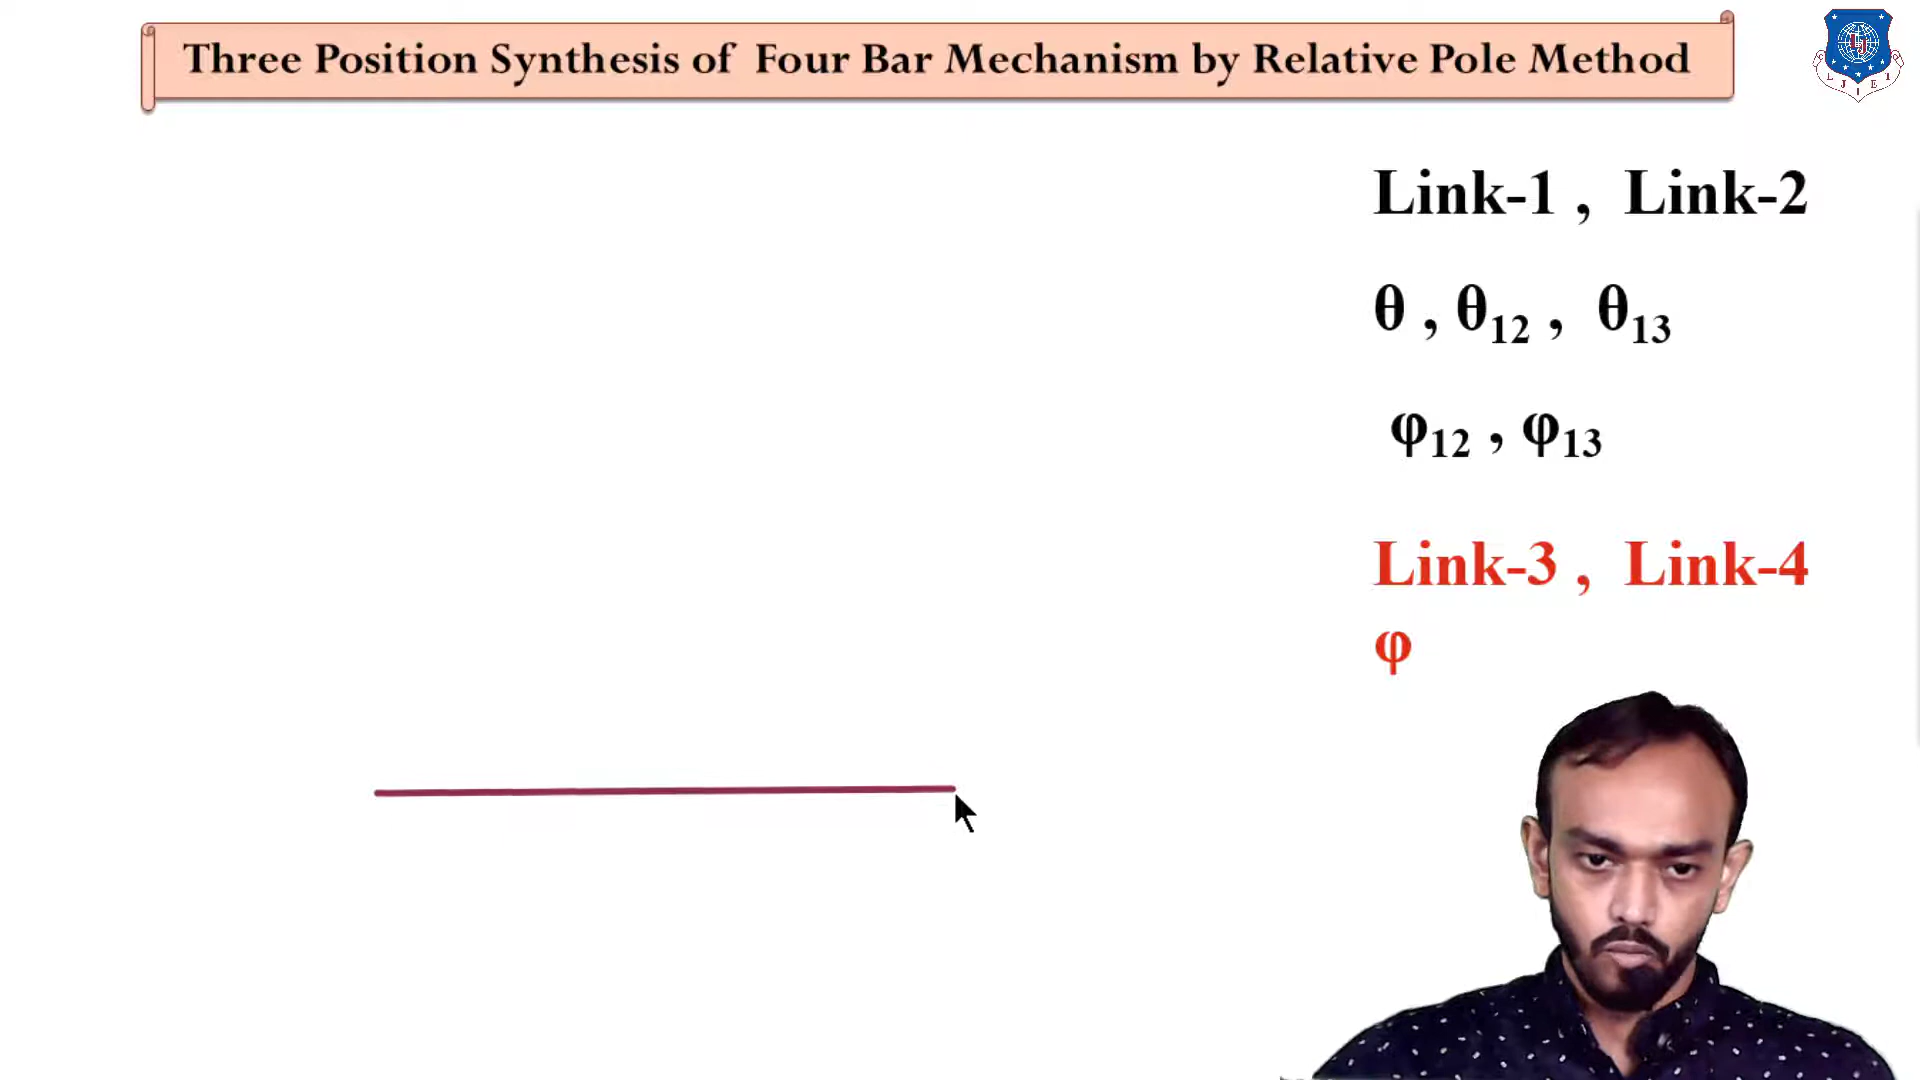 Three Position Synthesis of Four Bar Mechanism by Relative Pole Method
LJIEI
Link-1 , Link-2
θ , θ₁₂ , θ₁₃
φ₁₂ , φ₁₃
Link-3 , Link-4
φ